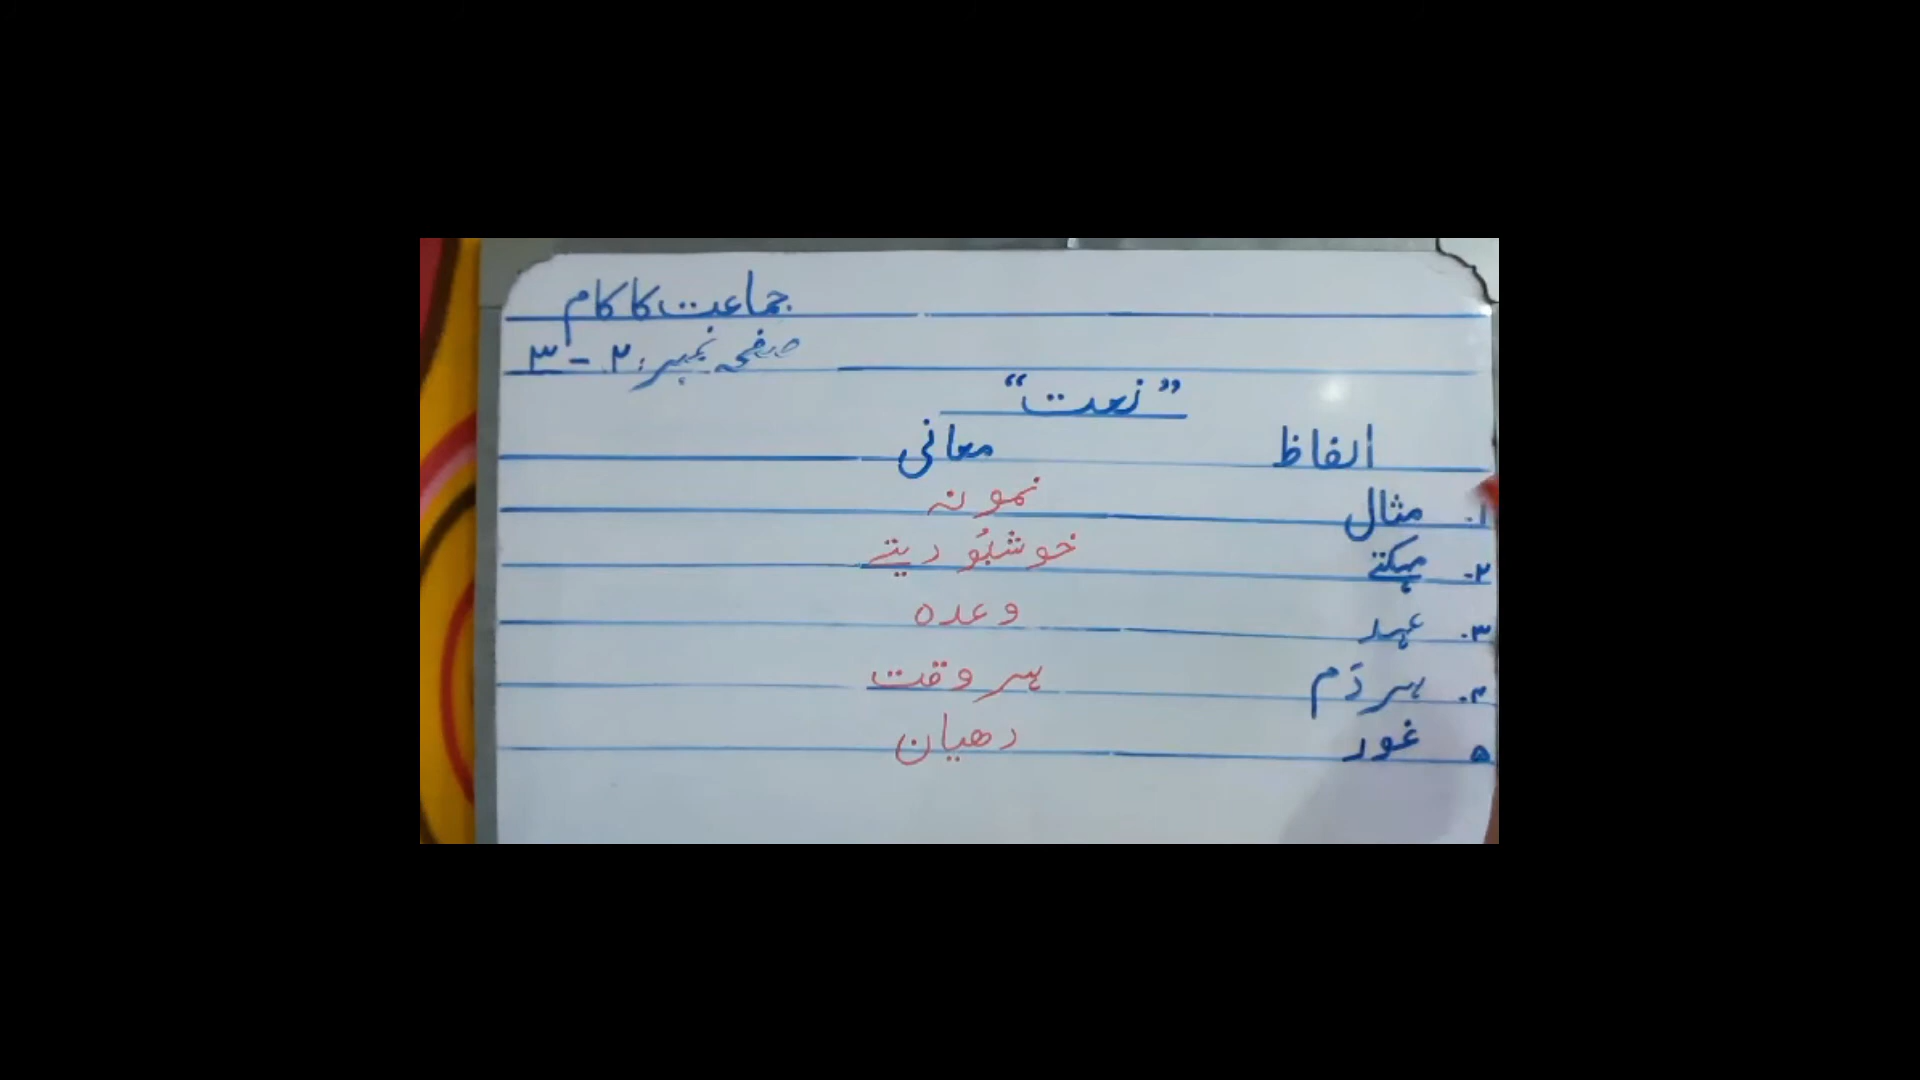 جماعت کا کام
صفحہ نمبر: ۲ - ۳
”نعت“
الفاظ معانی
۱. مثال نمونہ
۲. مہکتے خوشبُو دیتے
۳. عہد وعدہ
۴. ہر دَم ہر وقت
۵ غور دھیان